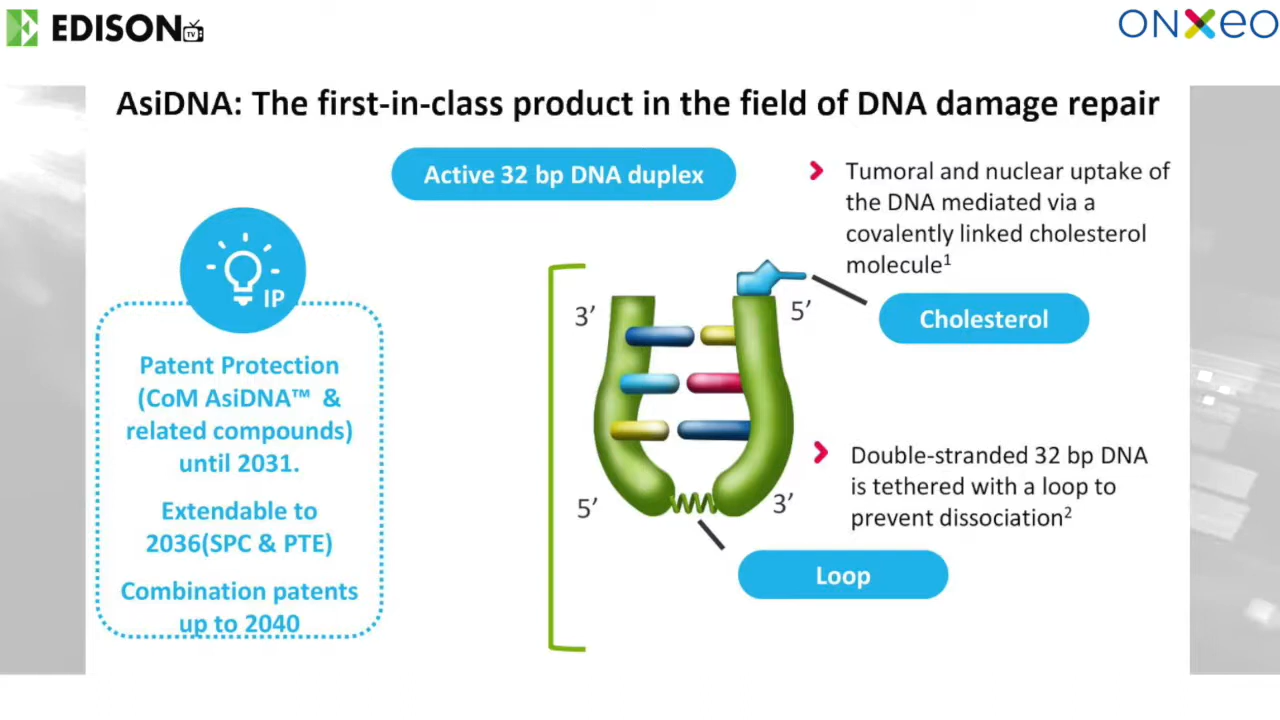 EDISON TV
ONXEO
AsiDNA: The first-in-class product in the field of DNA damage repair
Active 32 bp DNA duplex
Tumoral and nuclear uptake of
the DNA mediated via a
covalently linked cholesterol
molecule¹
IP
3’
5’
Cholesterol
Patent Protection
(CoM AsiDNA™ &
related compounds)
until 2031.
Extendable to
2036(SPC & PTE)
Combination patents
up to 2040
Double-stranded 32 bp DNA
is tethered with a loop to
prevent dissociation²
5’
3’
Loop